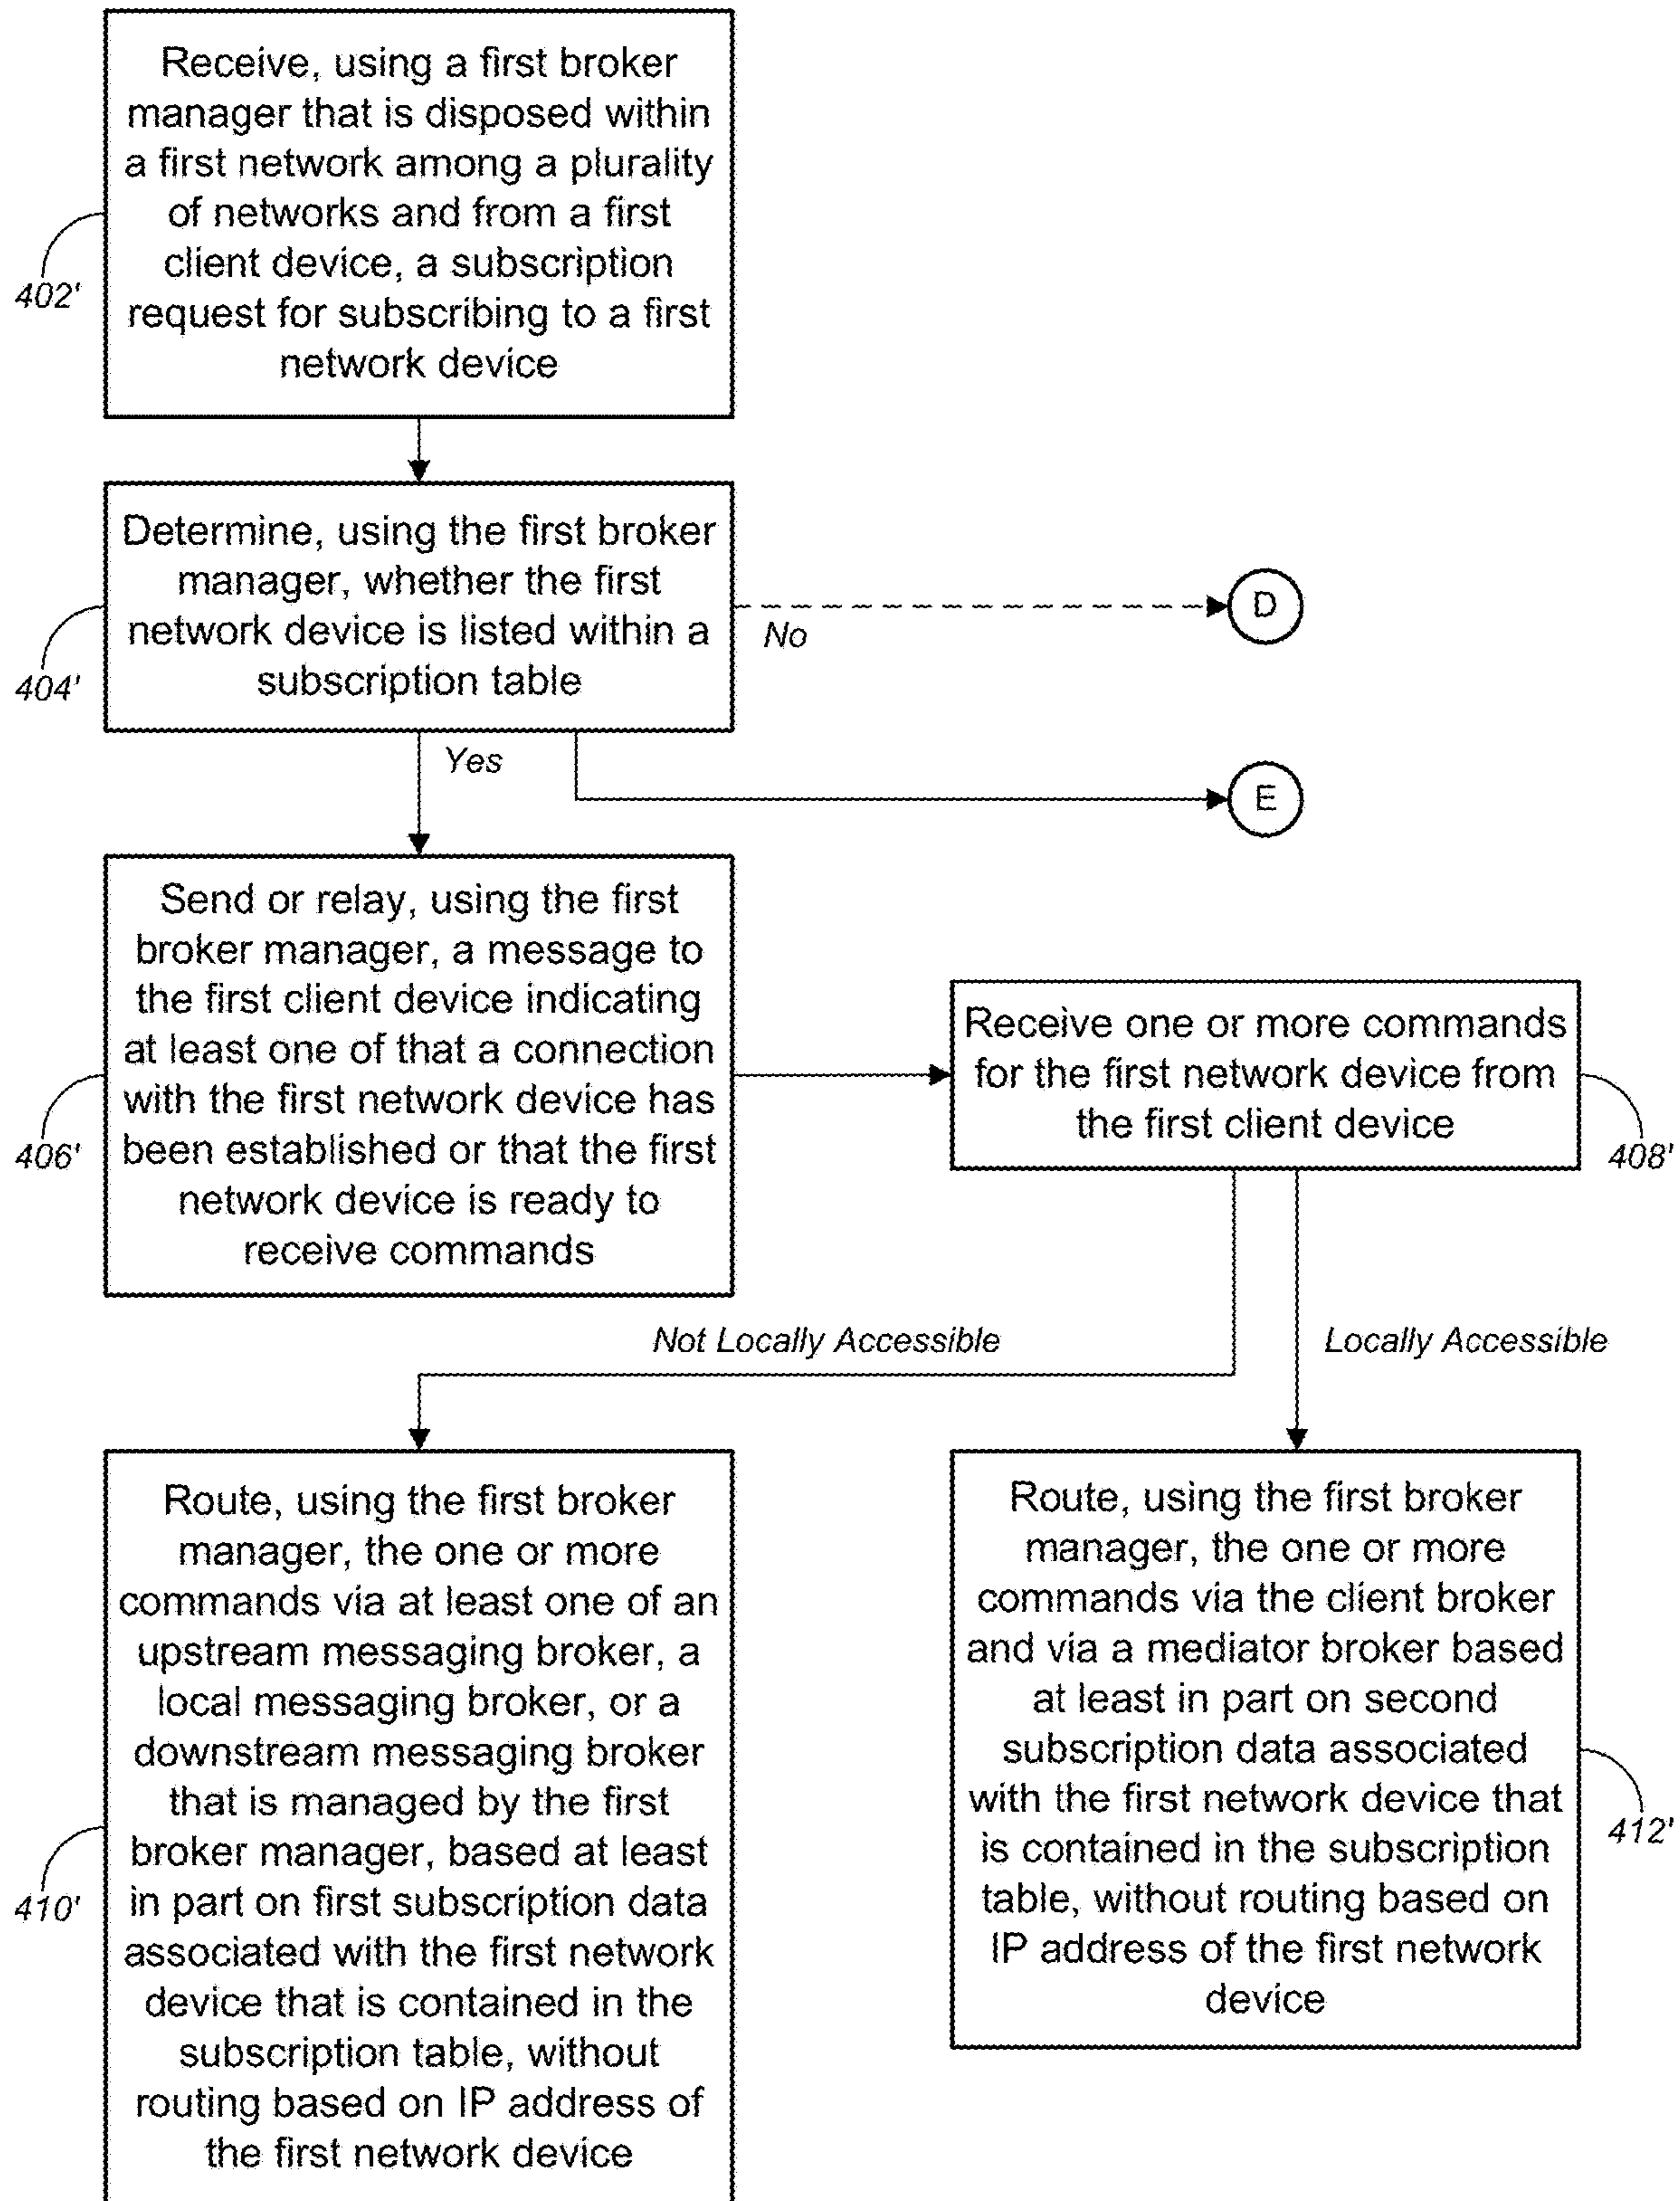 Receive, using a first broker
manager that is disposed within
a first network among a plurality
of networks and from a first
client device, a subscription
request for subscribing to a first
network device
402'
Determine, using the first broker
manager, whether the first
network device is listed within a
subscription table
404'
No
D
Yes
E
Send or relay, using the first
broker manager, a message to
the first client device indicating
at least one of that a connection
with the first network device has
been established or that the first
network device is ready to
receive commands
406'
Receive one or more commands
for the first network device from
the first client device
408'
Not Locally Accessible
Locally Accessible
Route, using the first broker
manager, the one or more
commands via at least one of an
upstream messaging broker, a
local messaging broker, or a
downstream messaging broker
that is managed by the first
broker manager, based at least
in part on first subscription data
associated with the first network
device that is contained in the
subscription table, without
routing based on IP address of
the first network device
410'
Route, using the first broker
manager, the one or more
commands via the client broker
and via a mediator broker based
at least in part on second
subscription data associated
with the first network device that
is contained in the subscription
table, without routing based on
IP address of the first network
device
412'